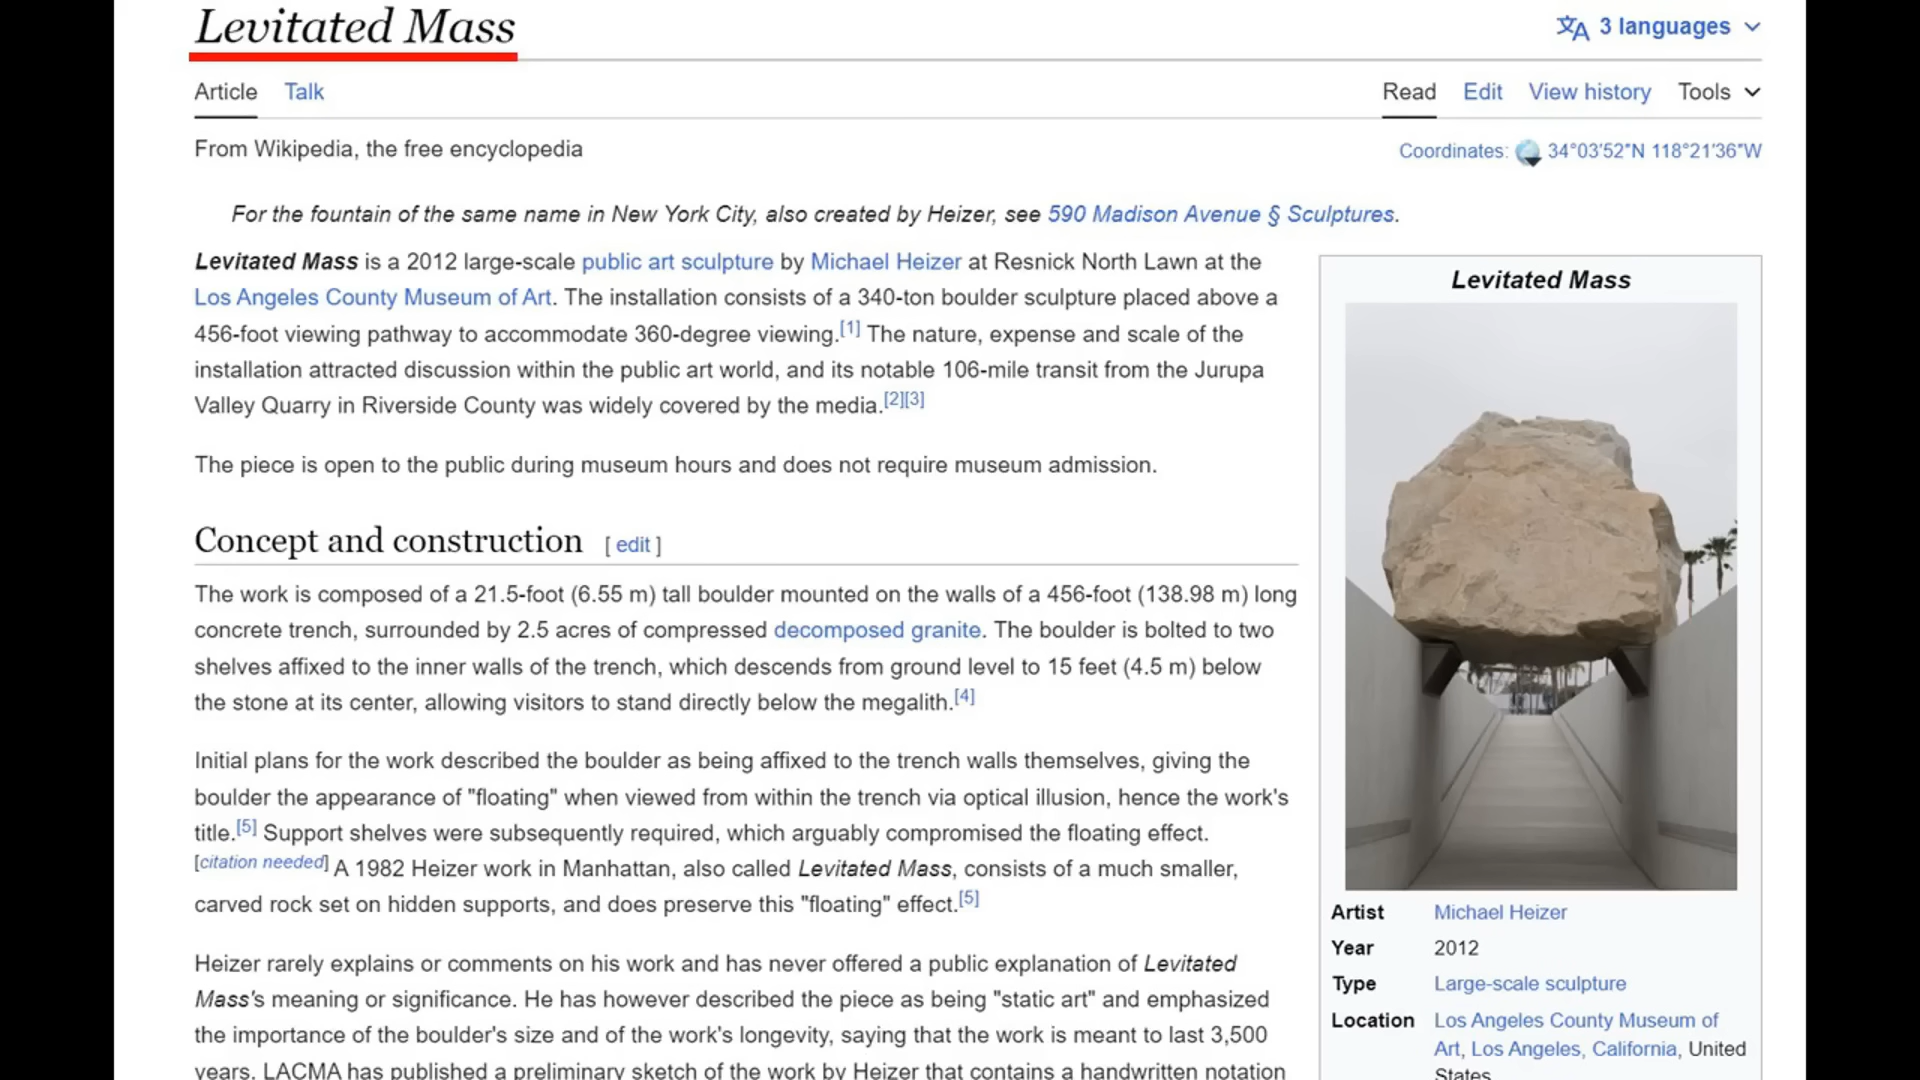 Levitated Mass
3 languages
Article Talk
Read Edit View history Tools
From Wikipedia, the free encyclopedia
Coordinates: 34°03′52″N 118°21′36″W
For the fountain of the same name in New York City, also created by Heizer, see 590 Madison Avenue § Sculptures.
Levitated Mass is a 2012 large-scale public art sculpture by Michael Heizer at Resnick North Lawn at the
Los Angeles County Museum of Art. The installation consists of a 340-ton boulder sculpture placed above a
456-foot viewing pathway to accommodate 360-degree viewing.[1] The nature, expense and scale of the
installation attracted discussion within the public art world, and its notable 106-mile transit from the Jurupa
Valley Quarry in Riverside County was widely covered by the media.[2][3]
The piece is open to the public during museum hours and does not require museum admission.
Concept and construction [ edit ]
The work is composed of a 21.5-foot (6.55 m) tall boulder mounted on the walls of a 456-foot (138.98 m) long
concrete trench, surrounded by 2.5 acres of compressed decomposed granite. The boulder is bolted to two
shelves affixed to the inner walls of the trench, which descends from ground level to 15 feet (4.5 m) below
the stone at its center, allowing visitors to stand directly below the megalith.[4]
Initial plans for the work described the boulder as being affixed to the trench walls themselves, giving the
boulder the appearance of "floating" when viewed from within the trench via optical illusion, hence the work's
title.[5] Support shelves were subsequently required, which arguably compromised the floating effect.
[citation needed] A 1982 Heizer work in Manhattan, also called Levitated Mass, consists of a much smaller,
carved rock set on hidden supports, and does preserve this "floating" effect.[5]
Heizer rarely explains or comments on his work and has never offered a public explanation of Levitated
Mass's meaning or significance. He has however described the piece as being "static art" and emphasized
the importance of the boulder's size and of the work's longevity, saying that the work is meant to last 3,500
years. LACMA has published a preliminary sketch of the work by Heizer that contains a handwritten notation
Levitated Mass
Artist Michael Heizer
Year 2012
Type Large-scale sculpture
Location Los Angeles County Museum of
Art, Los Angeles, California, United
States